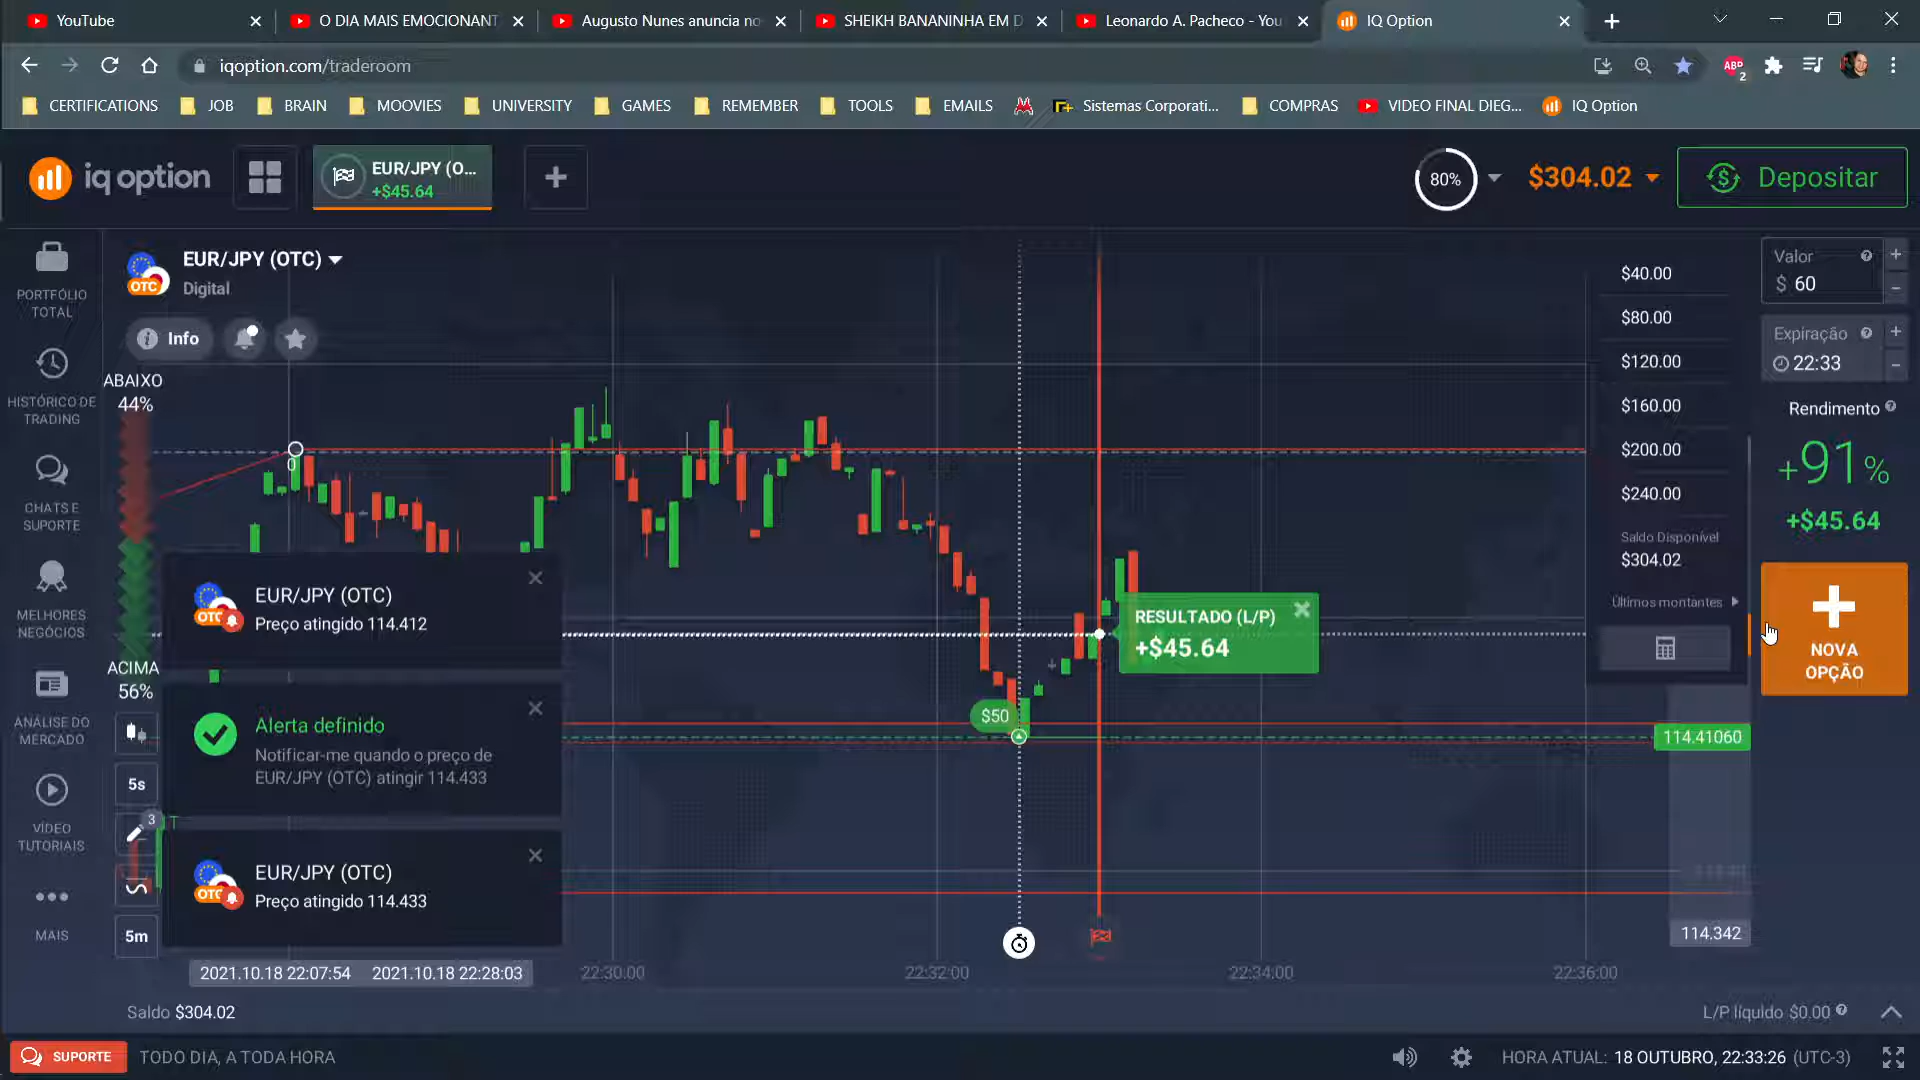 YouTube
O DIA MAIS EMOCIONANT
Augusto Nunes anuncia no
SHEIKH BANANINHA EM D
Leonardo A. Pacheco - You
IQ Option
iqoption.com/traderoom
ABP
2
CERTIFICATIONS
JOB
BRAIN
MOOVIES
UNIVERSITY
GAMES
REMEMBER
TOOLS
EMAILS
Sistemas Corporati...
COMPRAS
VIDEO FINAL DIEG...
IQ Option
iq option
EUR/JPY (O...
+$45.64
80%
$304.02
Depositar
PORTFÓLIO
TOTAL
HISTÓRICO DE
TRADING
CHATS E
SUPORTE
MELHORES
NEGÓCIOS
ANÁLISE DO
MERCADO
VÍDEO
TUTORIAIS
MAIS
EUR/JPY (OTC)
OTC
Digital
Info
ABAIXO
44%
0
ACIMA
56%
5s
3
5m
EUR/JPY (OTC)
OTC
Preço atingido 114.412
Alerta definido
Notificar-me quando o preço de
EUR/JPY (OTC) atingir 114.433
EUR/JPY (OTC)
OTC
Preço atingido 114.433
$50
RESULTADO (L/P)
+$45.64
$40.00
$80.00
$120.00
$160.00
$200.00
$240.00
Saldo Disponível
$304.02
Últimos montantes
Valor
$ 60
Expiração
22:33
Rendimento
+91%
+$45.64
NOVA
OPÇÃO
114.41060
114.342
2021.10.18 22:07:54
2021.10.18 22:28:03
22:30:00
22:32:00
22:34:00
22:36:00
Saldo $304.02
L/P líquido $0.00
SUPORTE
TODO DIA, A TODA HORA
HORA ATUAL: 18 OUTUBRO, 22:33:26 (UTC-3)